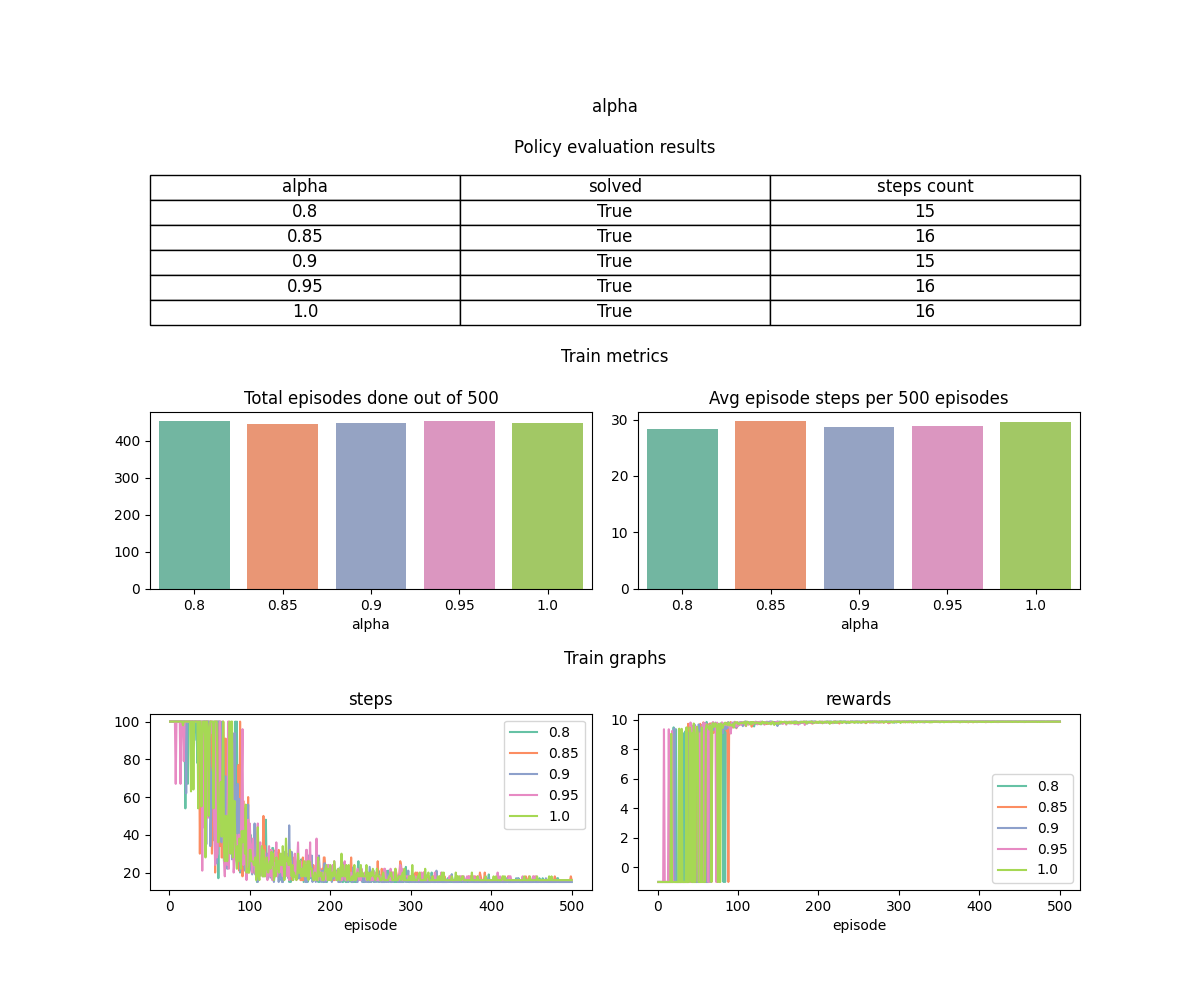 alpha
Policy evaluation results
alpha solved steps count
0.8 True 15
0.85 True 16
0.9 True 15
0.95 True 16
1.0 True 16
Train metrics
Total episodes done out of 500
400
300
200
100
0
0.8 0.85 0.9 0.95 1.0
alpha
Avg episode steps per 500 episodes
30
20
10
0
0.8 0.85 0.9 0.95 1.0
alpha
Train graphs
steps
100
80
60
40
20
0.8
0.85
0.9
0.95
1.0
0 100 200 300 400 500
episode
rewards
10
8
6
4
2
0
0.8
0.85
0.9
0.95
1.0
0 100 200 300 400 500
episode